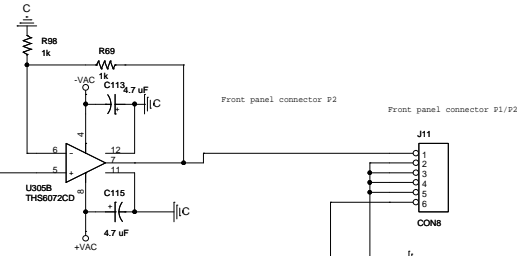 C
R98
1k
R69
1k
-VAC
C113
4.7 uF
C
Front panel connector P2
Front panel connector P1/P2
J11
4
6
12
7
5
11
1
2
3
4
5
6
U305B
THS6072CD
8
C115
C
CON8
4.7 uF
+VAC